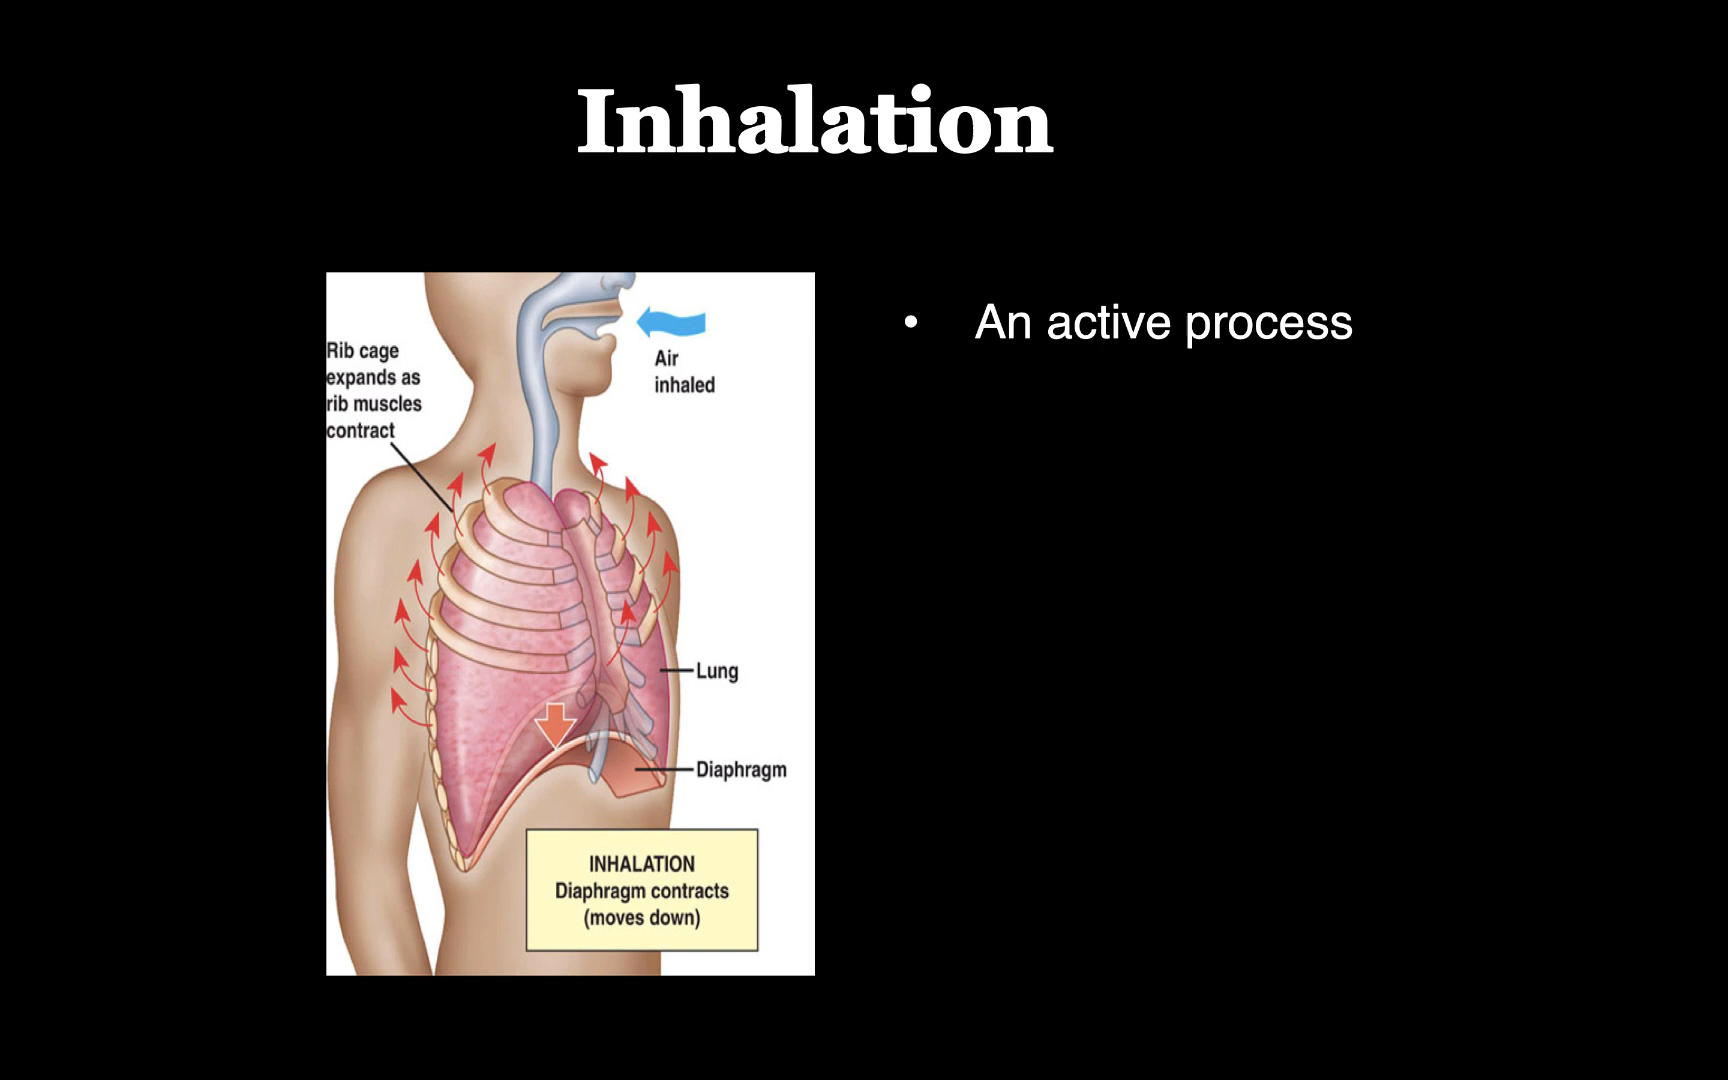 Inhalation
Rib cage
expands as
rib muscles
contract
Air
inhaled
Lung
Diaphragm
INHALATION
Diaphragm contracts
(moves down)
• An active process